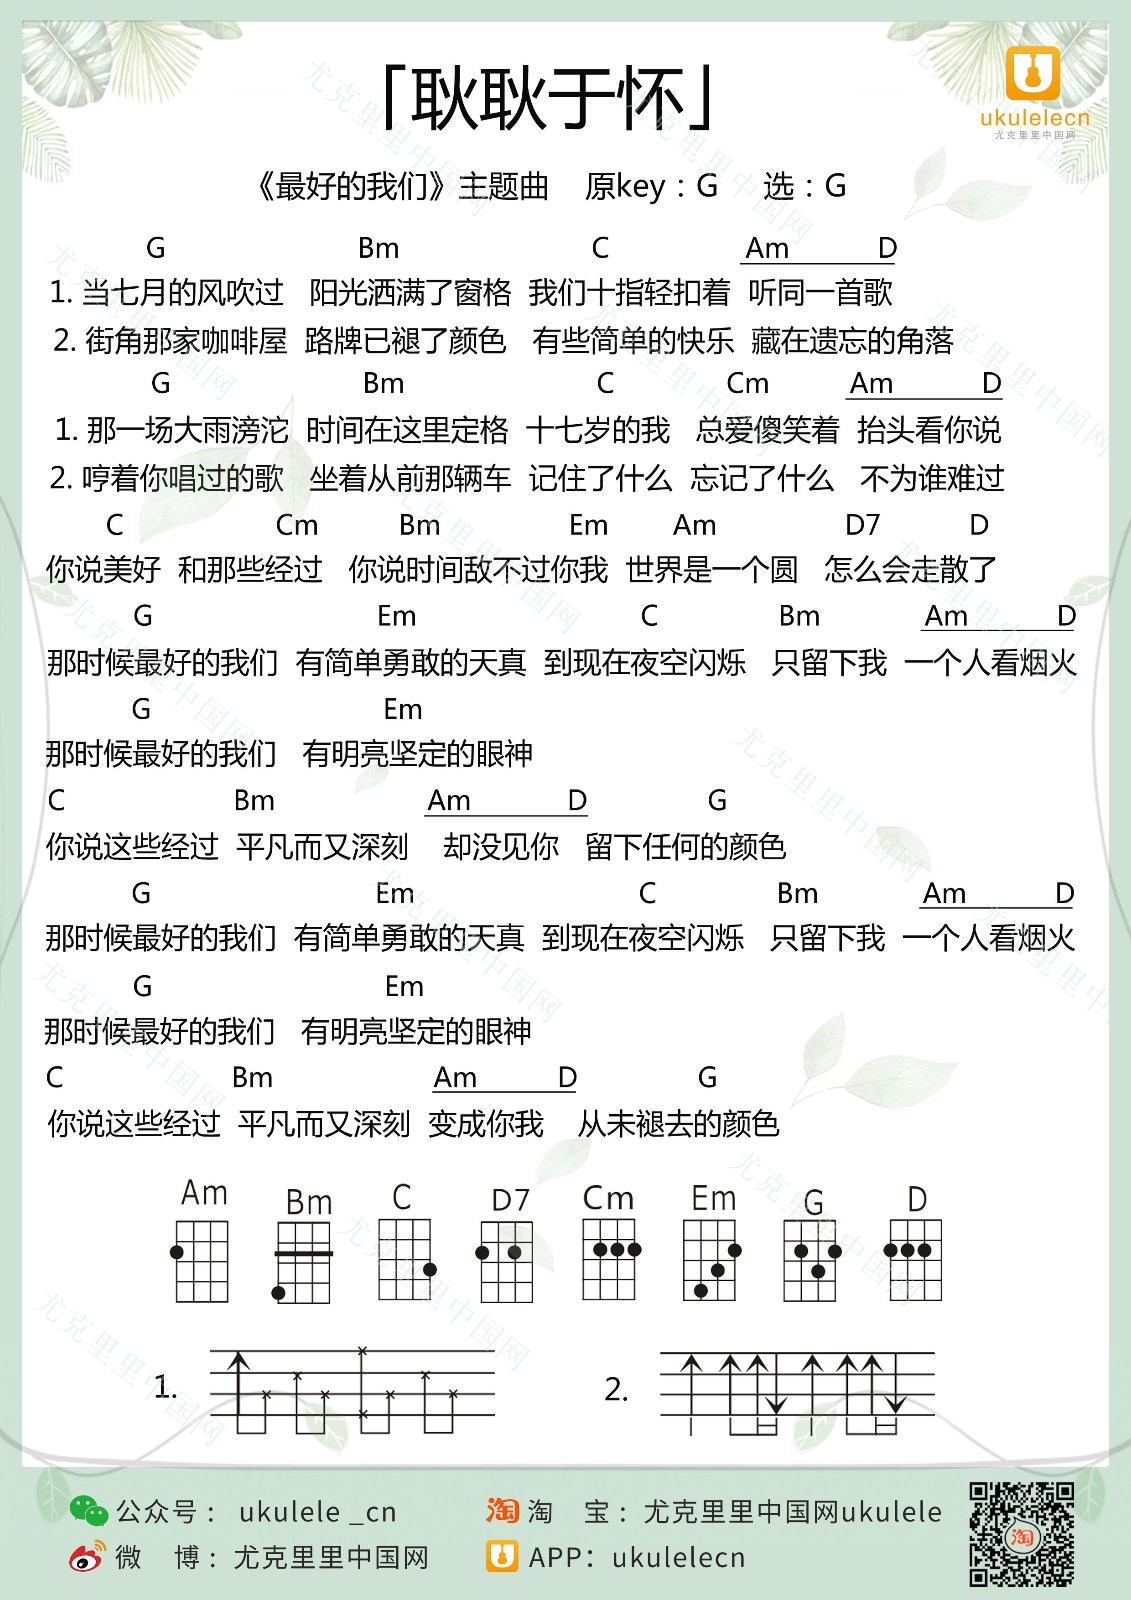 「耿耿于怀」
ukulelecn
尤克里里中国网
《最好的我们》主题曲 原key：G 选：G
G Bm C Am D
1. 当七月的风吹过 阳光洒满了窗格 我们十指轻扣着 听同一首歌
2. 街角那家咖啡屋 路牌已褪了颜色 有些简单的快乐 藏在遗忘的角落
G Bm C Cm Am D
1. 那一场大雨滂沱 时间在这里定格 十七岁的我 总爱傻笑着 抬头看你说
2. 哼着你唱过的歌 坐着从前那辆车 记住了什么 忘记了什么 不为谁难过
C Cm Bm Em Am D7 D
你说美好 和那些经过 你说时间敌不过你我 世界是一个圆 怎么会走散了
G Em C Bm Am D
那时候最好的我们 有简单勇敢的天真 到现在夜空闪烁 只留下我 一个人看烟火
G Em
那时候最好的我们 有明亮坚定的眼神
C Bm Am D G
你说这些经过 平凡而又深刻 却没见你 留下任何的颜色
G Em C Bm Am D
那时候最好的我们 有简单勇敢的天真 到现在夜空闪烁 只留下我 一个人看烟火
G Em
那时候最好的我们 有明亮坚定的眼神
C Bm Am D G
你说这些经过 平凡而又深刻 变成你我 从未褪去的颜色
Am Bm C D7 Cm Em G D
1. 2.
公众号： ukulele _cn 淘 淘 宝：尤克里里中国网ukulele
微 博：尤克里里中国网 APP：ukulelecn
淘